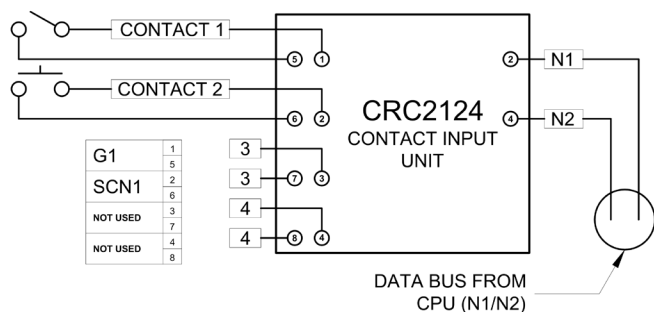 CONTACT 1
5 1
2 N1
CONTACT 2
6 2
4 N2
CRC2124
CONTACT INPUT
UNIT
3
3 7 3
4
4 8 4
G1 1
5
SCN1 2
6
NOT USED 3
7
NOT USED 4
8
DATA BUS FROM
CPU (N1/N2)